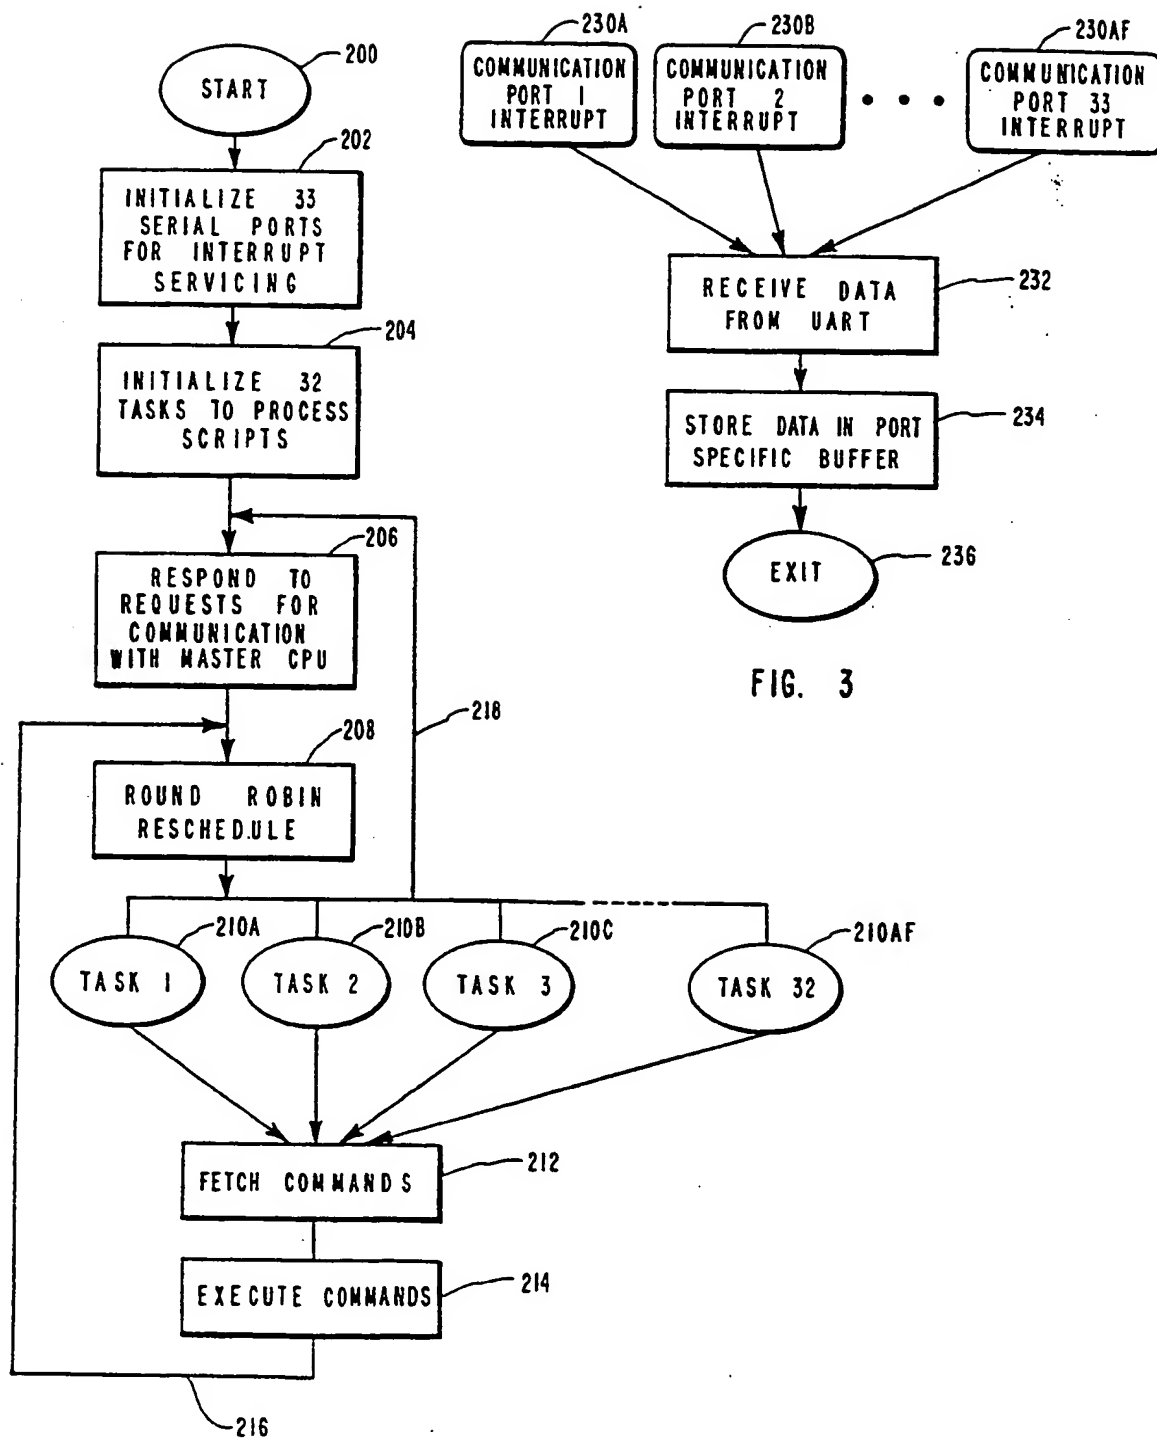 200
START
202
INITIALIZE 33
SERIAL PORTS
FOR INTERRUPT
SERVICING
204
INITIALIZE 32
TASKS TO PROCESS
SCRIPTS
206
RESPOND TO
REQUESTS FOR
COMMUNICATION
WITH MASTER CPU
218
208
ROUND ROBIN
RESCHEDULE
210A
210B
210C
210AF
TASK 1
TASK 2
TASK 3
TASK 32
212
FETCH COMMANDS
214
EXECUTE COMMANDS
216
230A
230B
230AF
COMMUNICATION
PORT 1
INTERRUPT
COMMUNICATION
PORT 2
INTERRUPT
COMMUNICATION
PORT 33
INTERRUPT
232
RECEIVE DATA
FROM UART
234
STORE DATA IN PORT
SPECIFIC BUFFER
236
EXIT
FIG. 3